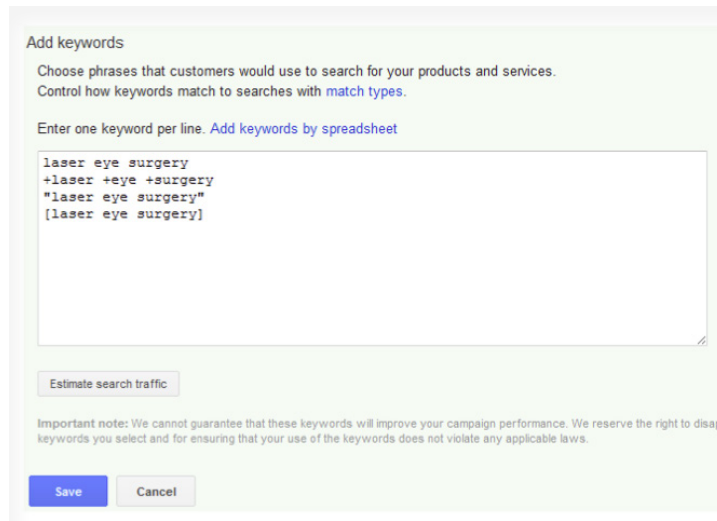 Add keywords
Choose phrases that customers would use to search for your products and services.
Control how keywords match to searches with match types.
Enter one keyword per line. Add keywords by spreadsheet
laser eye surgery
+laser +eye +surgery
"laser eye surgery"
[laser eye surgery]
Estimate search traffic
Important note: We cannot guarantee that these keywords will improve your campaign performance. We reserve the right to
keywords you select and for ensuring that your use of the keywords does not violate any applicable laws.
Save Cancel